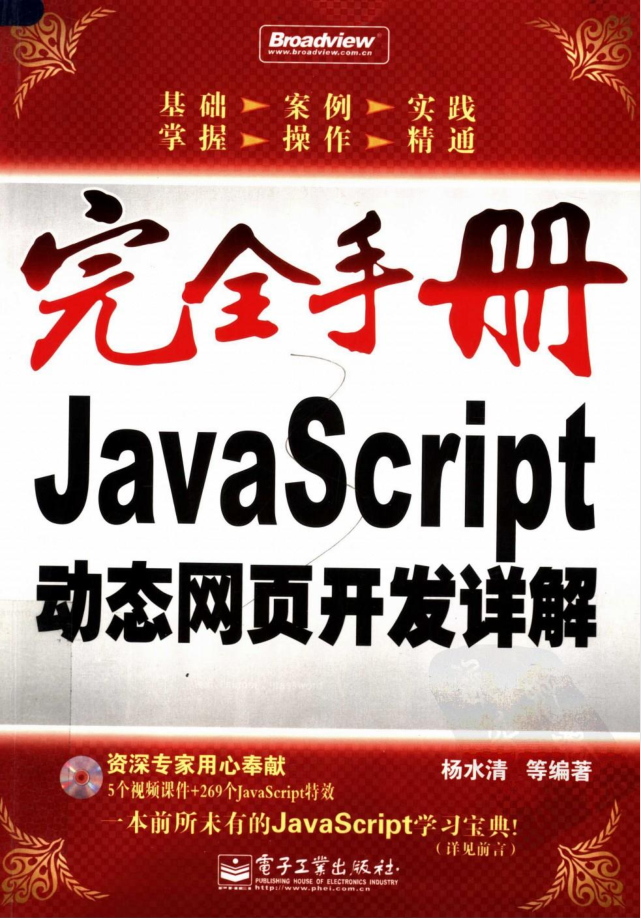 Broadview®
www.broadview.com.cn
基础 案例 实践
掌握 操作 精通
完全手册
JavaScript
动态网页开发详解
资深专家用心奉献
5个视频课件+269个JavaScript特效
杨水清 等编著
一本前所未有的JavaScript学习宝典!
(详见前言)
電子工業出版社.
PUBLISHING HOUSE OF ELECTRONICS INDUSTRY
http://www.phei.com.cn